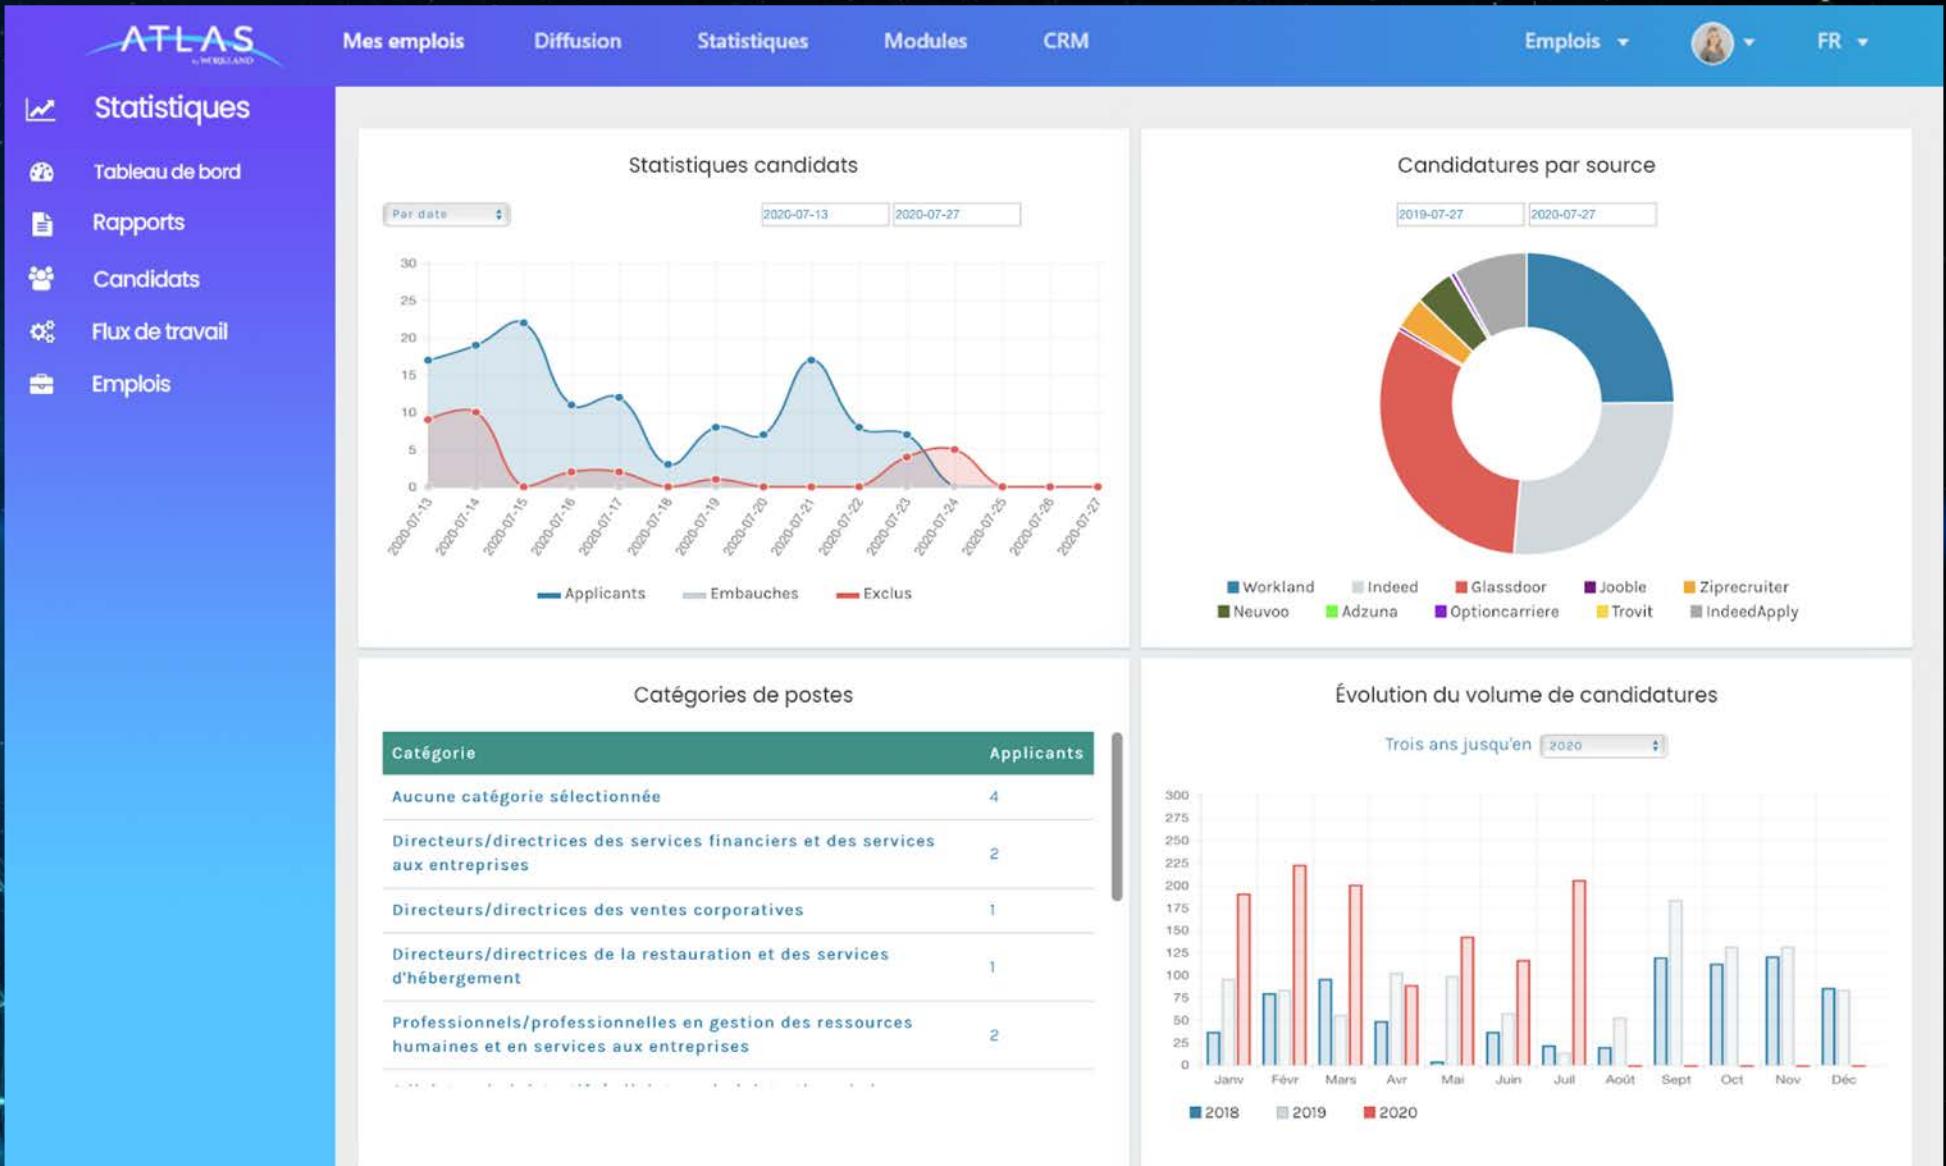 ATLAS
by WORKLAND
Mes emplois
Diffusion
Statistiques
Modules
CRM
Emplois
FR
Statistiques
Tableau de bord
Rapports
Candidats
Flux de travail
Emplois
Statistiques candidats
Par date
2020-07-13
2020-07-27
30
25
20
15
10
5
0
2020-07-13
2020-07-14
2020-07-15
2020-07-16
2020-07-17
2020-07-18
2020-07-19
2020-07-20
2020-07-21
2020-07-22
2020-07-23
2020-07-24
2020-07-25
2020-07-26
2020-07-27
Applicants
Embauches
Exclus
Candidatures par source
2019-07-27
2020-07-27
Workland
Indeed
Glassdoor
Jooble
Ziprecruiter
Neuvoo
Adzuna
Optioncarriere
Trovit
IndeedApply
Catégories de postes
Catégorie
Applicants
Aucune catégorie sélectionnée
4
Directeurs/directrices des services financiers et des services
aux entreprises
2
Directeurs/directrices des ventes corporatives
1
Directeurs/directrices de la restauration et des services
d'hébergement
1
Professionnels/professionnelles en gestion des ressources
humaines et en services aux entreprises
2
Évolution du volume de candidatures
Trois ans jusqu'en
2020
300
275
250
225
200
175
150
125
100
75
50
25
0
Janv
Févr
Mars
Avr
Mai
Juin
Juil
Août
Sept
Oct
Nov
Déc
2018
2019
2020